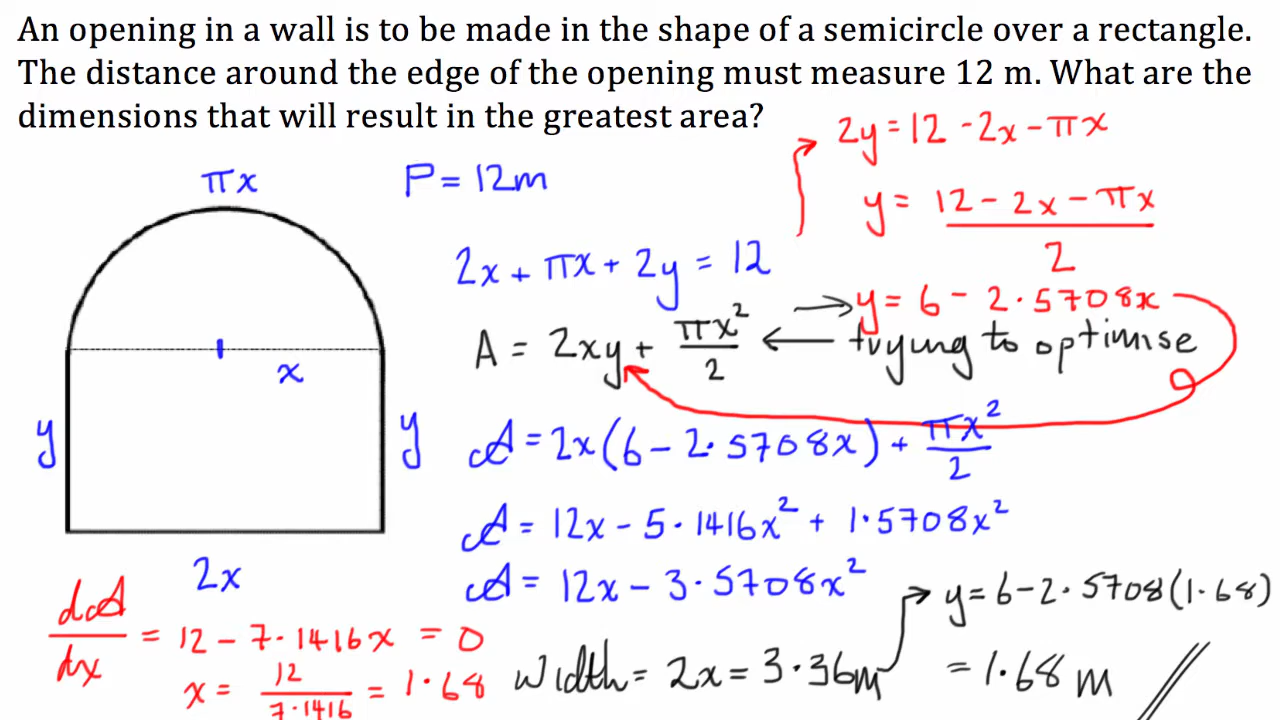 An opening in a wall is to be made in the shape of a semicircle over a rectangle.
The distance around the edge of the opening must measure 12 m. What are the
dimensions that will result in the greatest area?
πx
x
y
y
2x
P = 12m
2x + πx + 2y = 12
2y = 12 - 2x - πx
y = 12 - 2x - πx
2
y = 6 - 2·5708x
A = 2xy + πx²
2
← trying to optimise
A = 2x(6 - 2·5708x) + πx²
2
A = 12x - 5·1416x² + 1·5708x²
A = 12x - 3·5708x²
dA
dx
= 12 - 7·1416x = 0
x = 12
7·1416
= 1·68
Width = 2x = 3·36m
y = 6 - 2·5708(1·68)
= 1·68 m